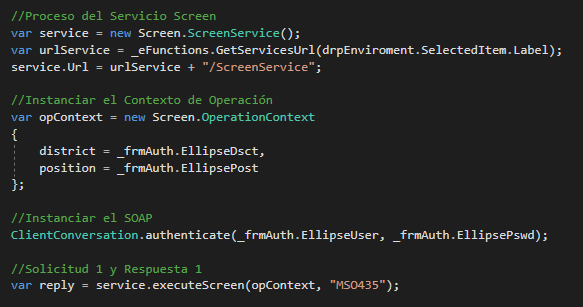 //Proceso del Servicio Screen
var service = new Screen.ScreenService();
var urlService = _eFunctions.GetServicesUrl(drpEnviroment.SelectedItem.Label);
service.Url = urlService + "/ScreenService";
//Instanciar el Contexto de Operación
var opContext = new Screen.OperationContext
{
district = _frmAuth.EllipseDsct,
position = _frmAuth.EllipsePost
};
//Instanciar el SOAP
ClientConversation.authenticate(_frmAuth.EllipseUser, _frmAuth.EllipsePswd);
//Solicitud 1 y Respuesta 1
var reply = service.executeScreen(opContext, "MSO435");